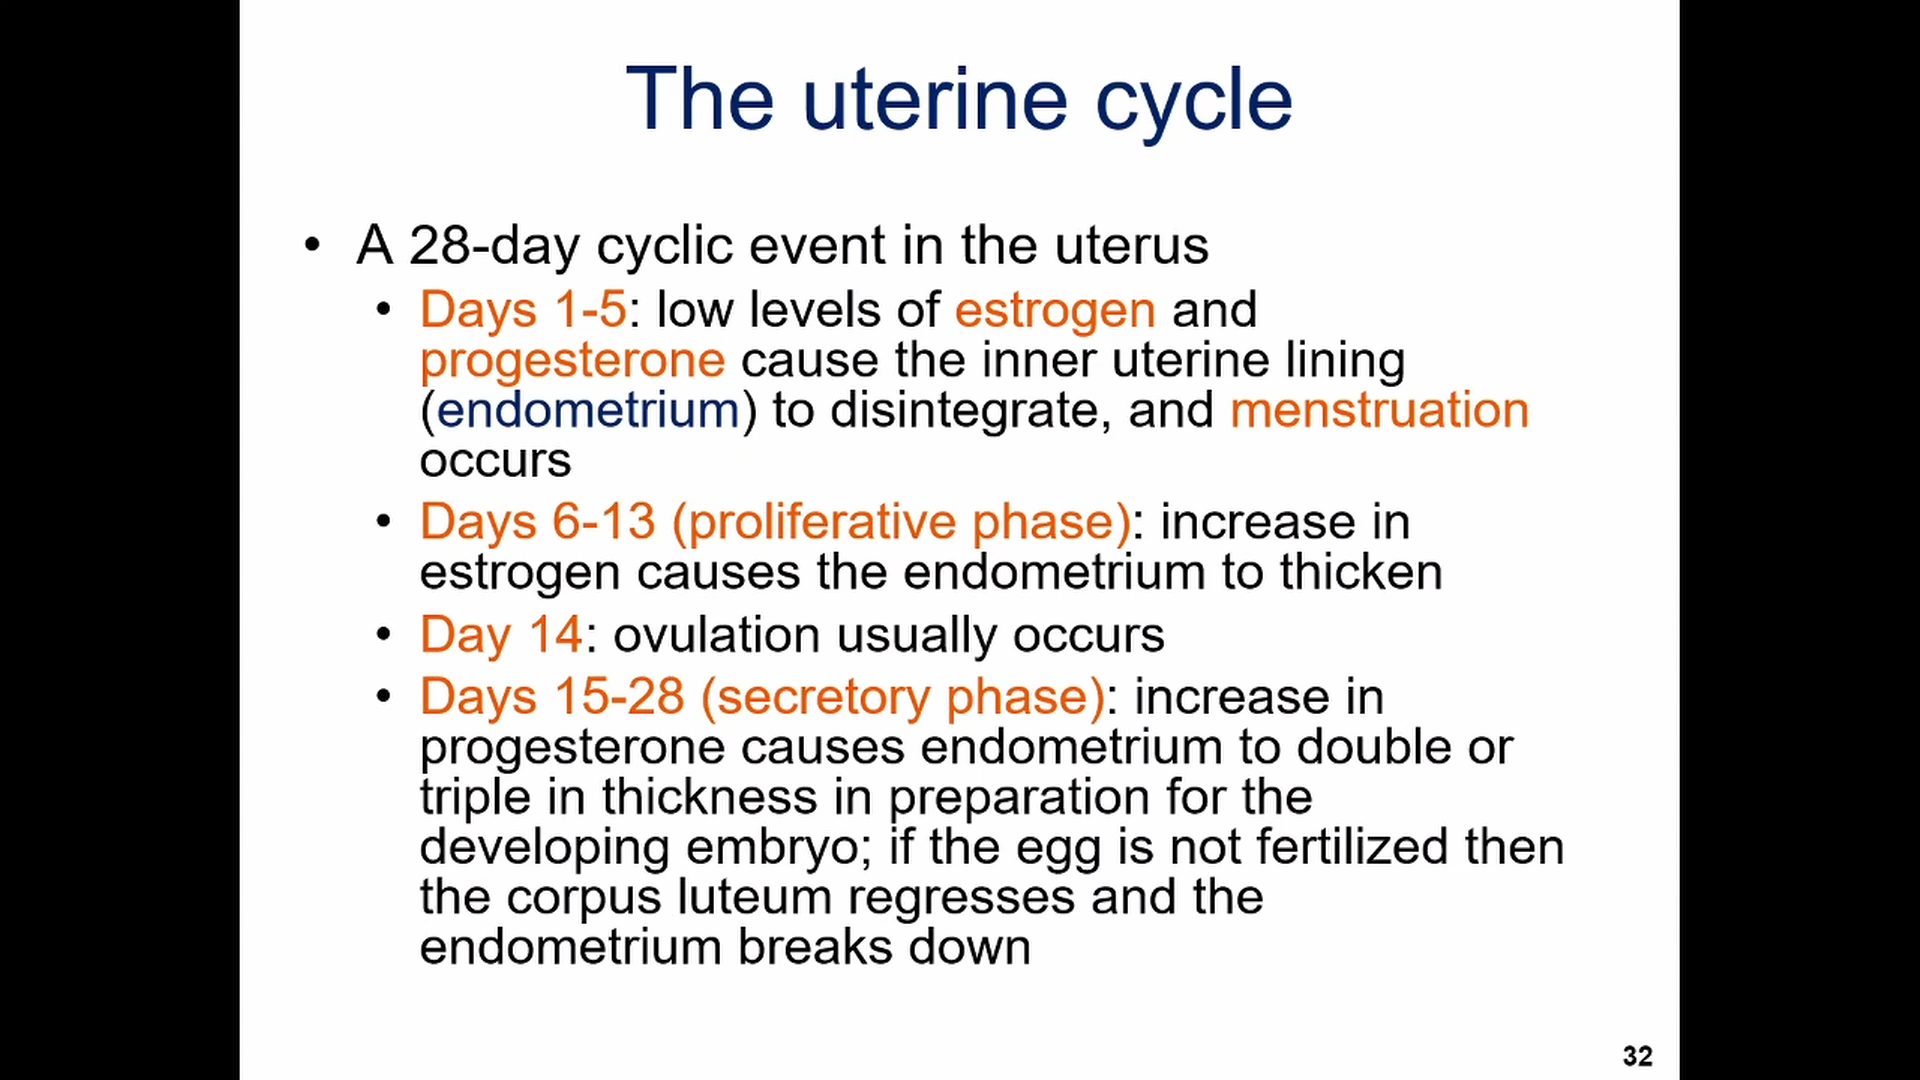 The uterine cycle
• A 28-day cyclic event in the uterus
• Days 1-5: low levels of estrogen and
progesterone cause the inner uterine lining
(endometrium) to disintegrate, and menstruation
occurs
• Days 6-13 (proliferative phase): increase in
estrogen causes the endometrium to thicken
• Day 14: ovulation usually occurs
• Days 15-28 (secretory phase): increase in
progesterone causes endometrium to double or
triple in thickness in preparation for the
developing embryo; if the egg is not fertilized then
the corpus luteum regresses and the
endometrium breaks down
32